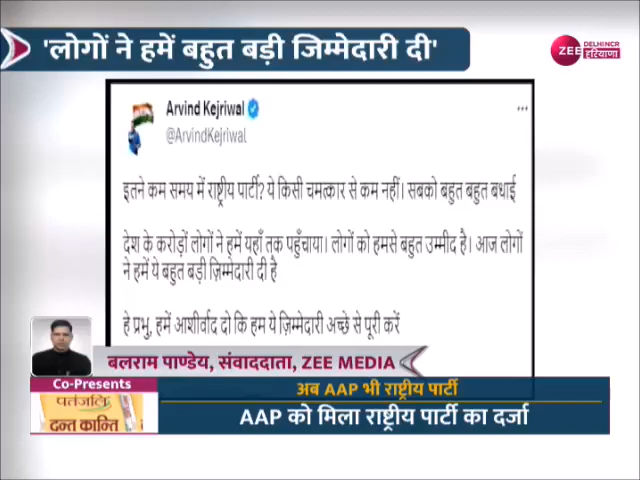 'लोगों ने हमें बहुत बड़ी जिम्मेदारी दी'
ZEE DELHI NCR हरियाणा
Arvind Kejriwal
@ArvindKejriwal
इतने कम समय में राष्ट्रीय पार्टी? ये किसी चमत्कार से कम नहीं। सबको बहुत बहुत बधाई
देश के करोड़ों लोगों ने हमें यहाँ तक पहुँचाया। लोगों को हमसे बहुत उम्मीद है। आज लोगों
ने हमें ये बहुत बड़ी ज़िम्मेदारी दी है
हे प्रभु, हमें आशीर्वाद दो कि हम ये ज़िम्मेदारी अच्छे से पूरी करें
बलराम पाण्डेय, संवाददाता, ZEE MEDIA
Co-Presents
पतंजलि
दन्त कान्ति
अब AAP भी राष्ट्रीय पार्टी
AAP को मिला राष्ट्रीय पार्टी का दर्जा